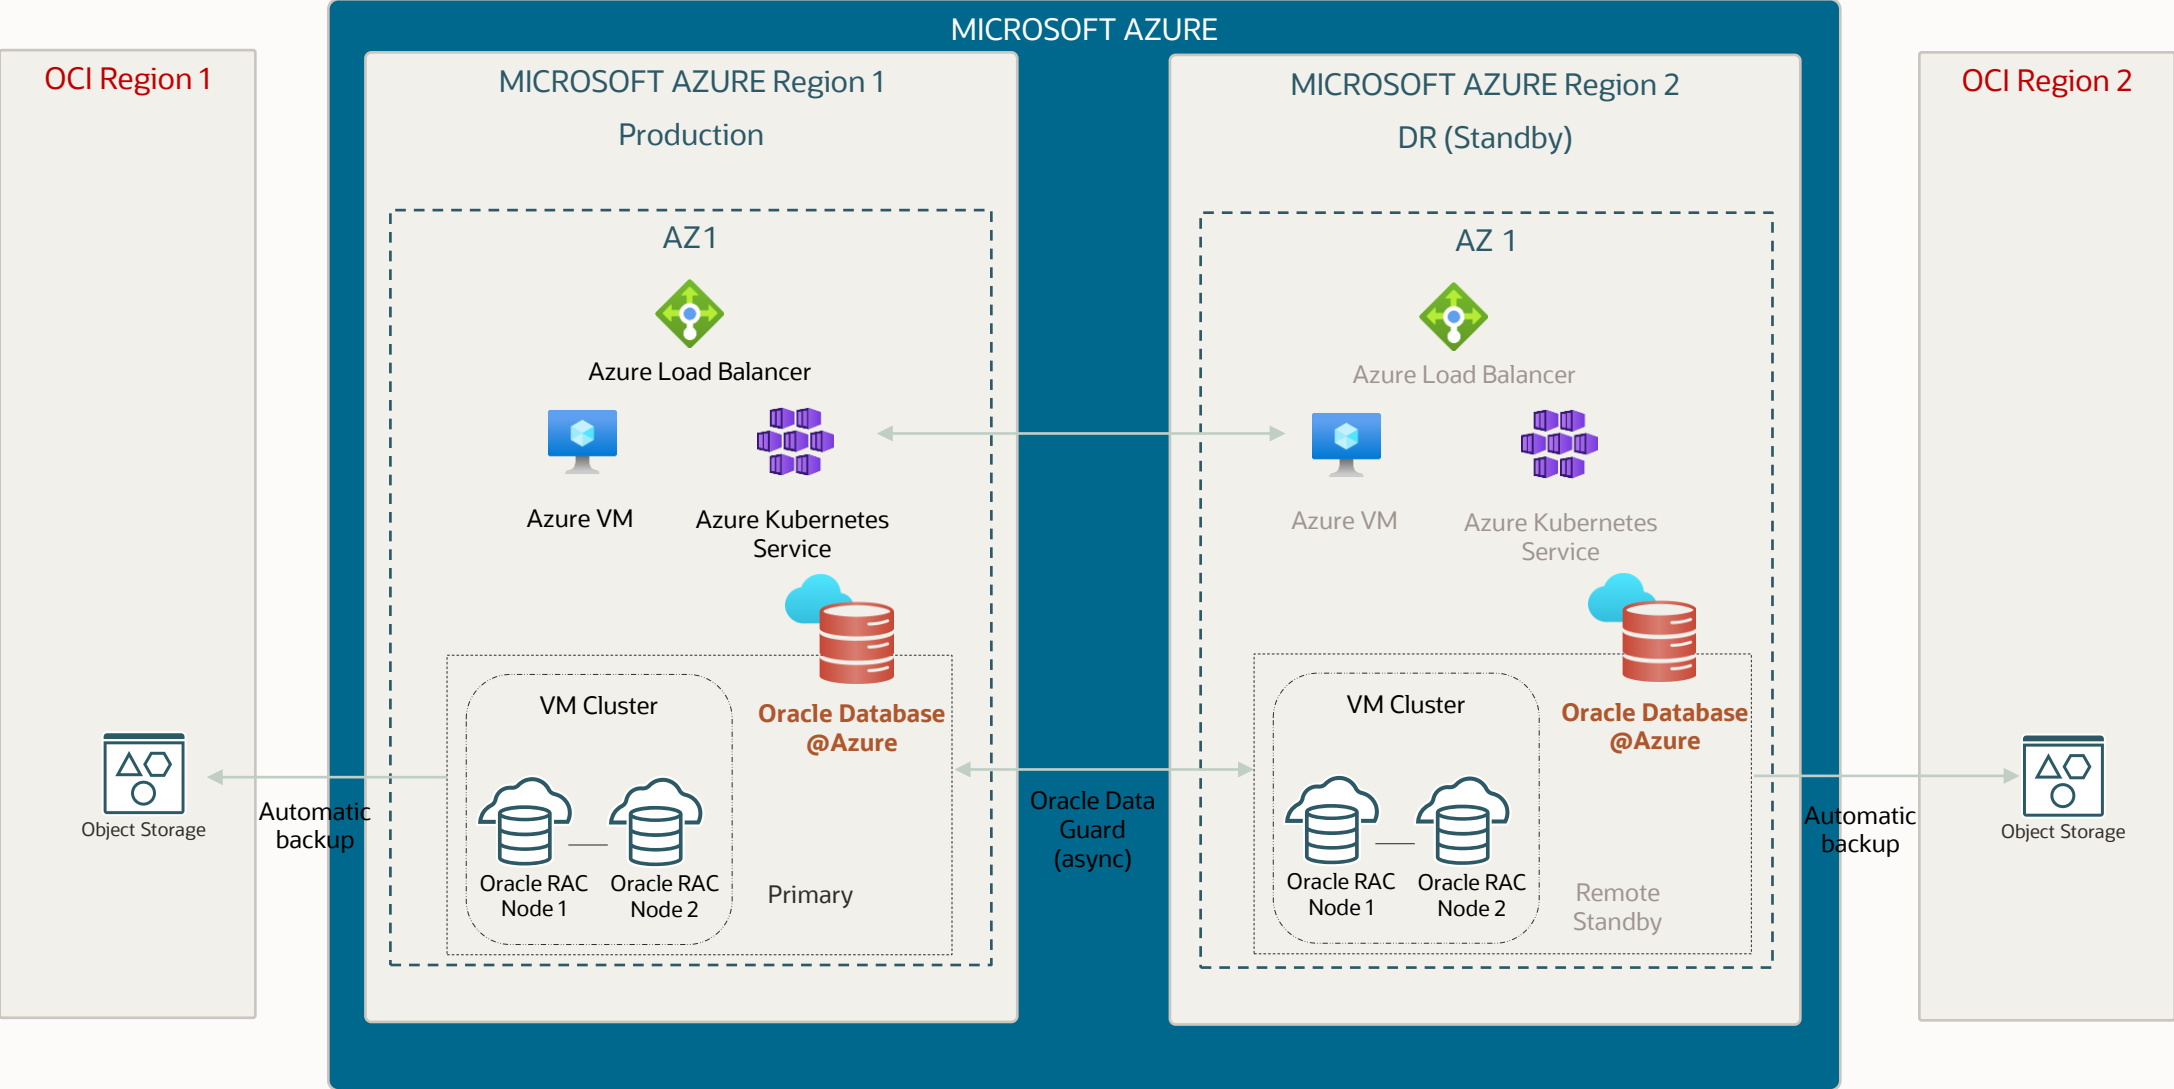 MICROSOFT AZURE
OCI Region 1
MICROSOFT AZURE Region 1
Production
AZ1
Azure Load Balancer
Azure VM
Azure Kubernetes
Service
Oracle Database
@Azure
VM Cluster
Oracle RAC
Node 1
Oracle RAC
Node 2
Primary
Object Storage
Automatic
backup
Oracle Data
Guard
(async)
MICROSOFT AZURE Region 2
DR (Standby)
AZ 1
Azure Load Balancer
Azure VM
Azure Kubernetes
Service
Oracle Database
@Azure
VM Cluster
Oracle RAC
Node 1
Oracle RAC
Node 2
Remote
Standby
Automatic
backup
OCI Region 2
Object Storage